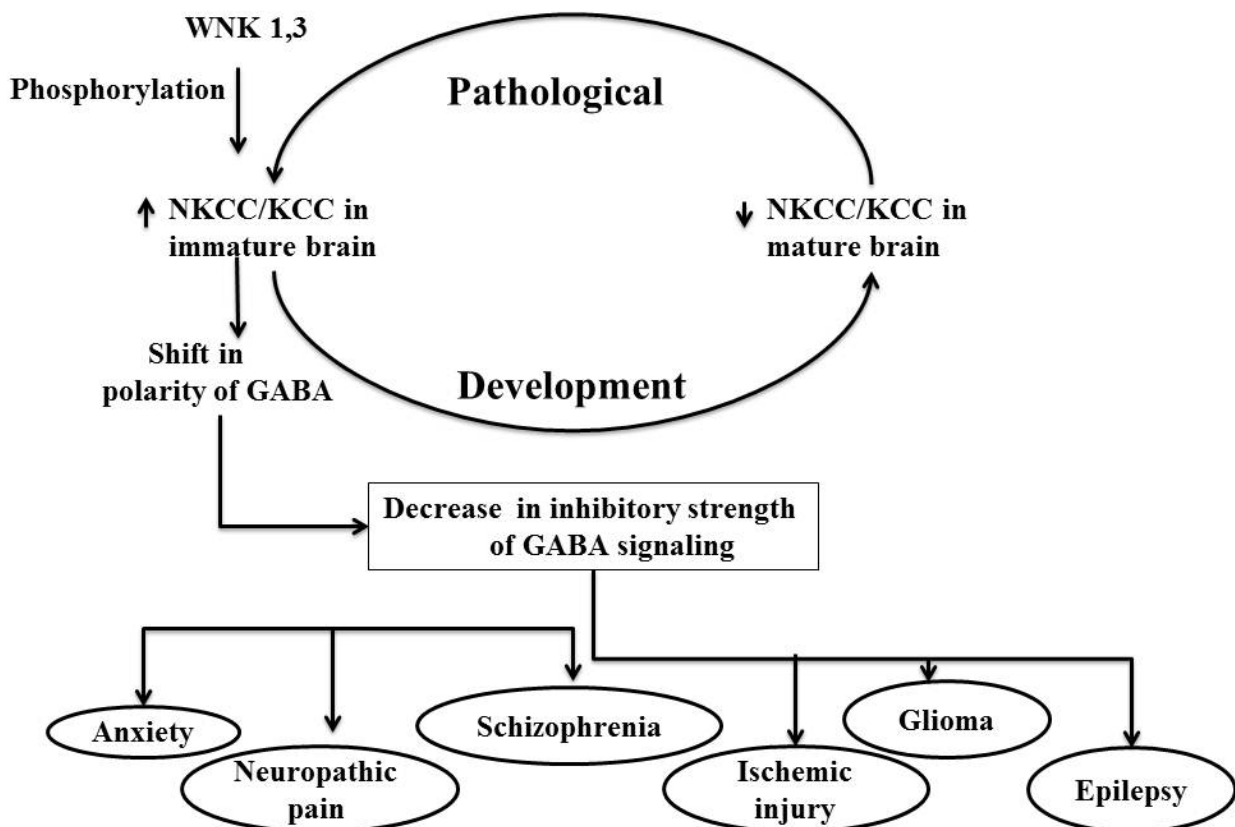 WNK 1,3
Phosphorylation
Pathological
NKCC/KCC in
immature brain
NKCC/KCC in
mature brain
Shift in
polarity of GABA
Development
Decrease in inhibitory strength
of GABA signaling
Anxiety
Neuropathic
pain
Schizophrenia
Ischemic
injury
Glioma
Epilepsy